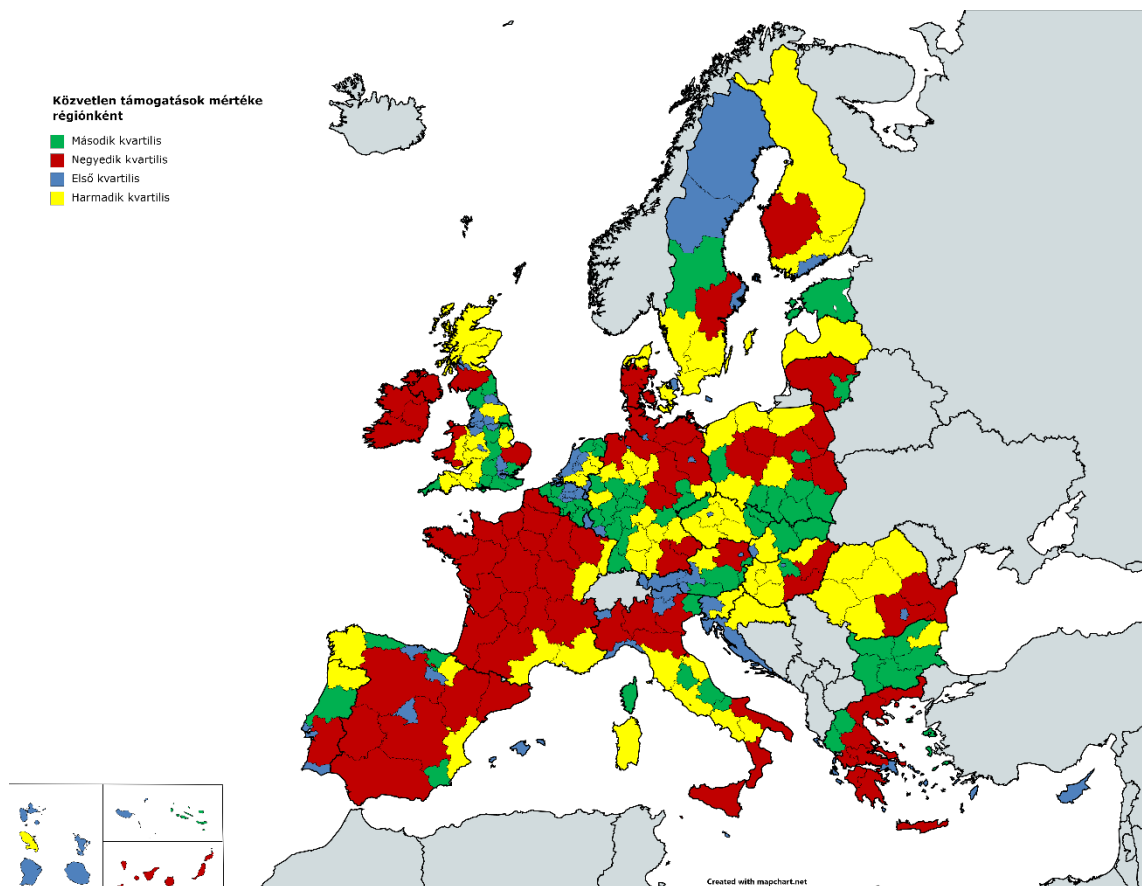 Közvetlen támogatások mértéke
régiónként
Második kvartilis
Negyedik kvartilis
Első kvartilis
Harmadik kvartilis
Created with mapchart.net